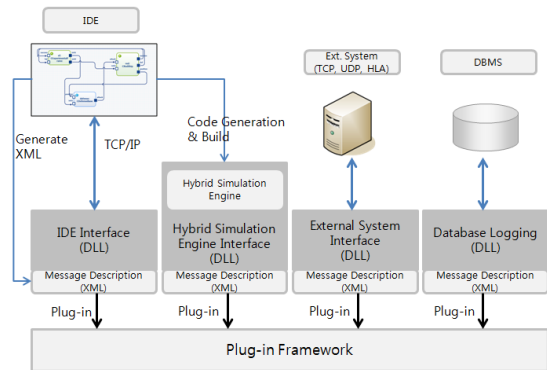 IDE
Ext. System
(TCP, UDP, HLA)
DBMS
Generate
XML
TCP/IP
Code Generation
& Build
Hybrid Simulation
Engine
IDE Interface
(DLL)
Hybrid Simulation
Engine Interface
(DLL)
External System
Interface
(DLL)
Database Logging
(DLL)
Message Description
(XML)
Message Description
(XML)
Message Description
(XML)
Message Description
(XML)
Plug-in
Plug-in
Plug-in
Plug-in
Plug-in Framework